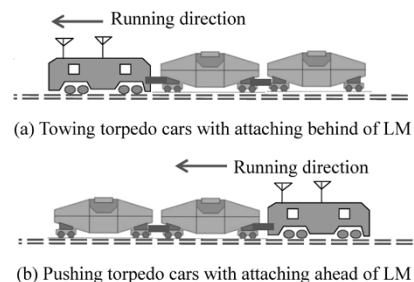 Running direction
(a) Towing torpedo cars with attaching behind of LM
Running direction
(b) Pushing torpedo cars with attaching ahead of LM